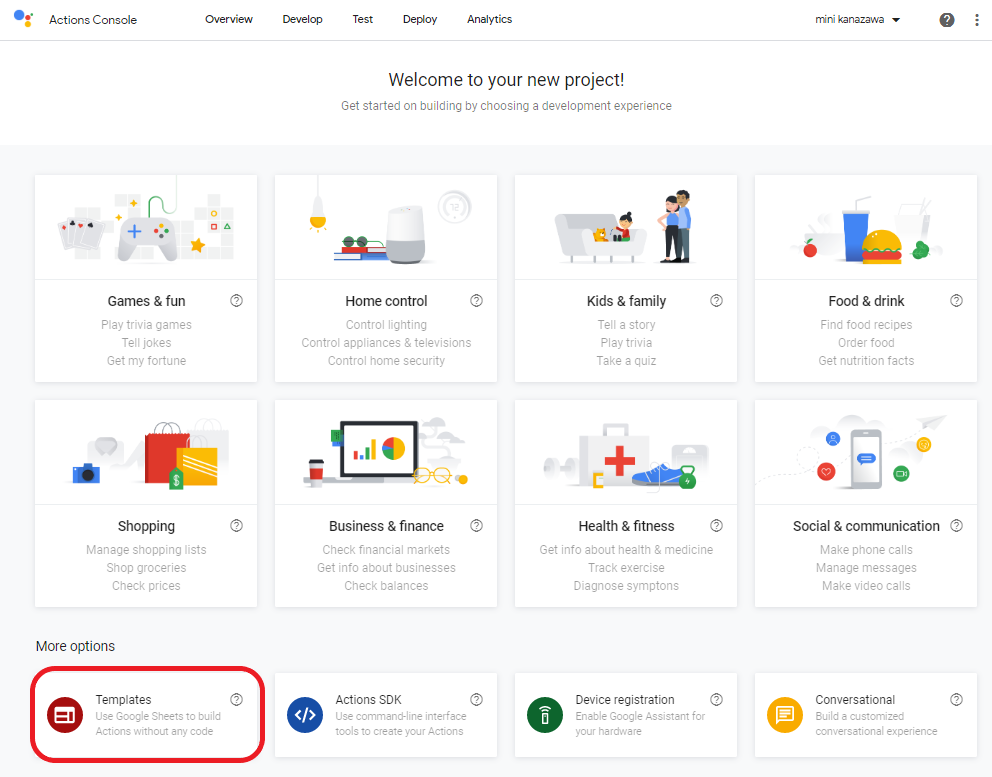 Actions Console
Overview
Develop
Test
Deploy
Analytics
mini kanazawa
Welcome to your new project!
Get started on building by choosing a development experience
Games & fun
Play trivia games
Tell jokes
Get my fortune
Home control
Control lighting
Control appliances & televisions
Control home security
Kids & family
Tell a story
Play trivia
Take a quiz
Food & drink
Find food recipes
Order food
Get nutrition facts
Shopping
Manage shopping lists
Shop groceries
Check prices
Business & finance
Check financial markets
Get info about businesses
Check balances
Health & fitness
Get info about health & medicine
Track exercise
Diagnose symptons
Social & communication
Make phone calls
Manage messages
Make video calls
More options
Templates
Use Google Sheets to build
Actions without any code
Actions SDK
Use command-line interface
tools to create your Actions
Device registration
Enable Google Assistant for
your hardware
Conversational
Build a customized
conversational experience